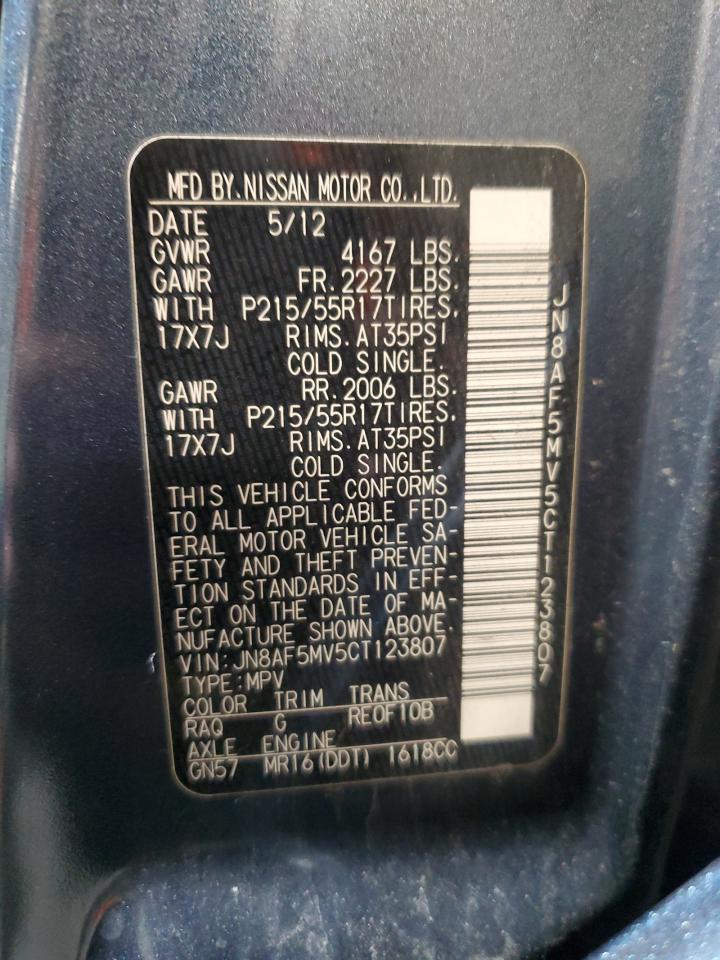 MFD BY.NISSAN MOTOR CO.,LTD.
DATE 5/12
GVWR 4167 LBS.
GAWR FR.2227 LBS.
WITH P215/55R17TIRES,
17X7J RIMS.AT35PSI
COLD SINGLE.
GAWR RR.2006 LBS.
WITH P215/55R17TIRES,
17X7J RIMS.AT35PSI
COLD SINGLE.
THIS VEHICLE CONFORMS
TO ALL APPLICABLE FED-
ERAL MOTOR VEHICLE SA-
FETY AND THEFT PREVEN-
TION STANDARDS IN EFF-
ECT ON THE DATE OF MA-
NUFACTURE SHOWN ABOVE.
VIN:JN8AF5MV5CT123807
TYPE:MPV
COLOR TRIM TRANS
RAQ G RE0F10B
AXLE ENGINE
GN57 MR16(DDT) 1618CC
JN8AF5MV5CT123807